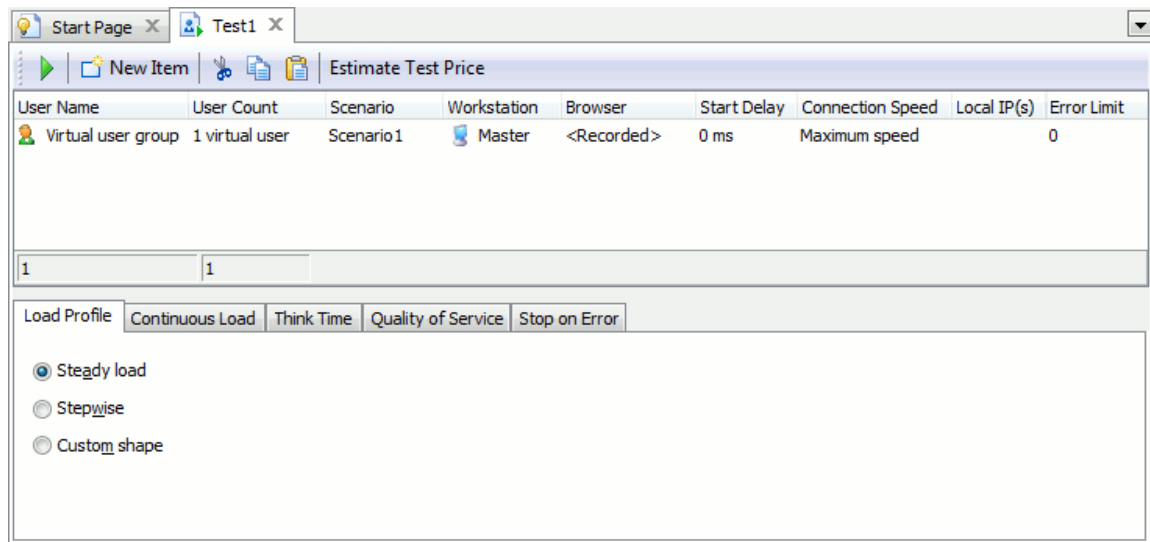 Start Page Test1
New Item Estimate Test Price
User Name User Count Scenario Workstation Browser Start Delay Connection Speed Local IP(s) Error Limit
Virtual user group 1 virtual user Scenario1 Master <Recorded> 0 ms Maximum speed 0
1 1
Load Profile Continuous Load Think Time Quality of Service Stop on Error
Steady load
Stepwise
Custom shape